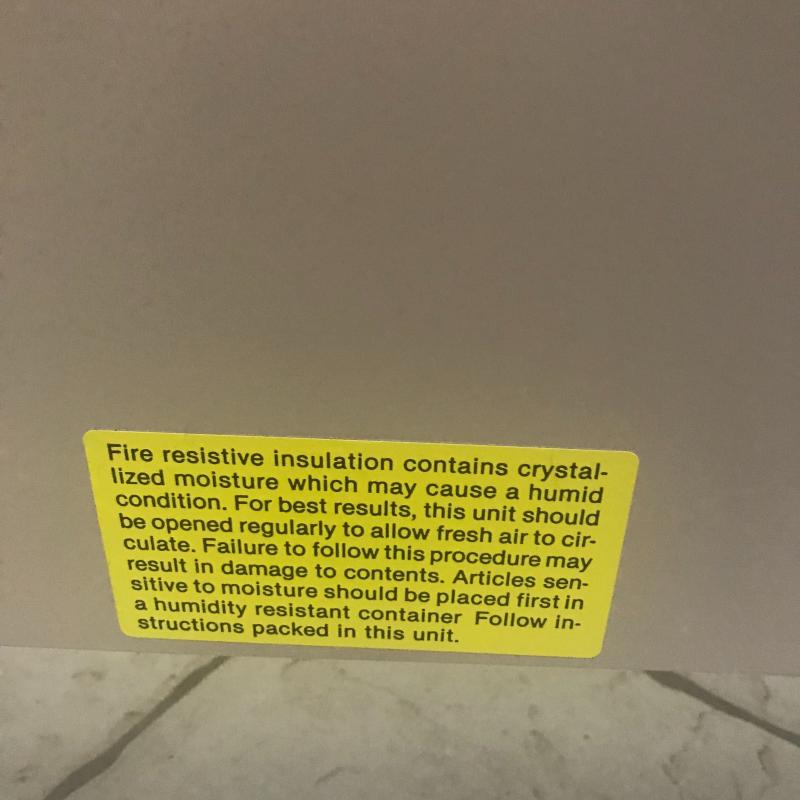 Fire resistive insulation contains crystal-
lized moisture which may cause a humid
condition. For best results, this unit should
be opened regularly to allow fresh air to cir-
culate. Failure to follow this procedure may
result in damage to contents. Articles sen-
sitive to moisture should be placed first in
a humidity resistant container Follow in-
structions packed in this unit.